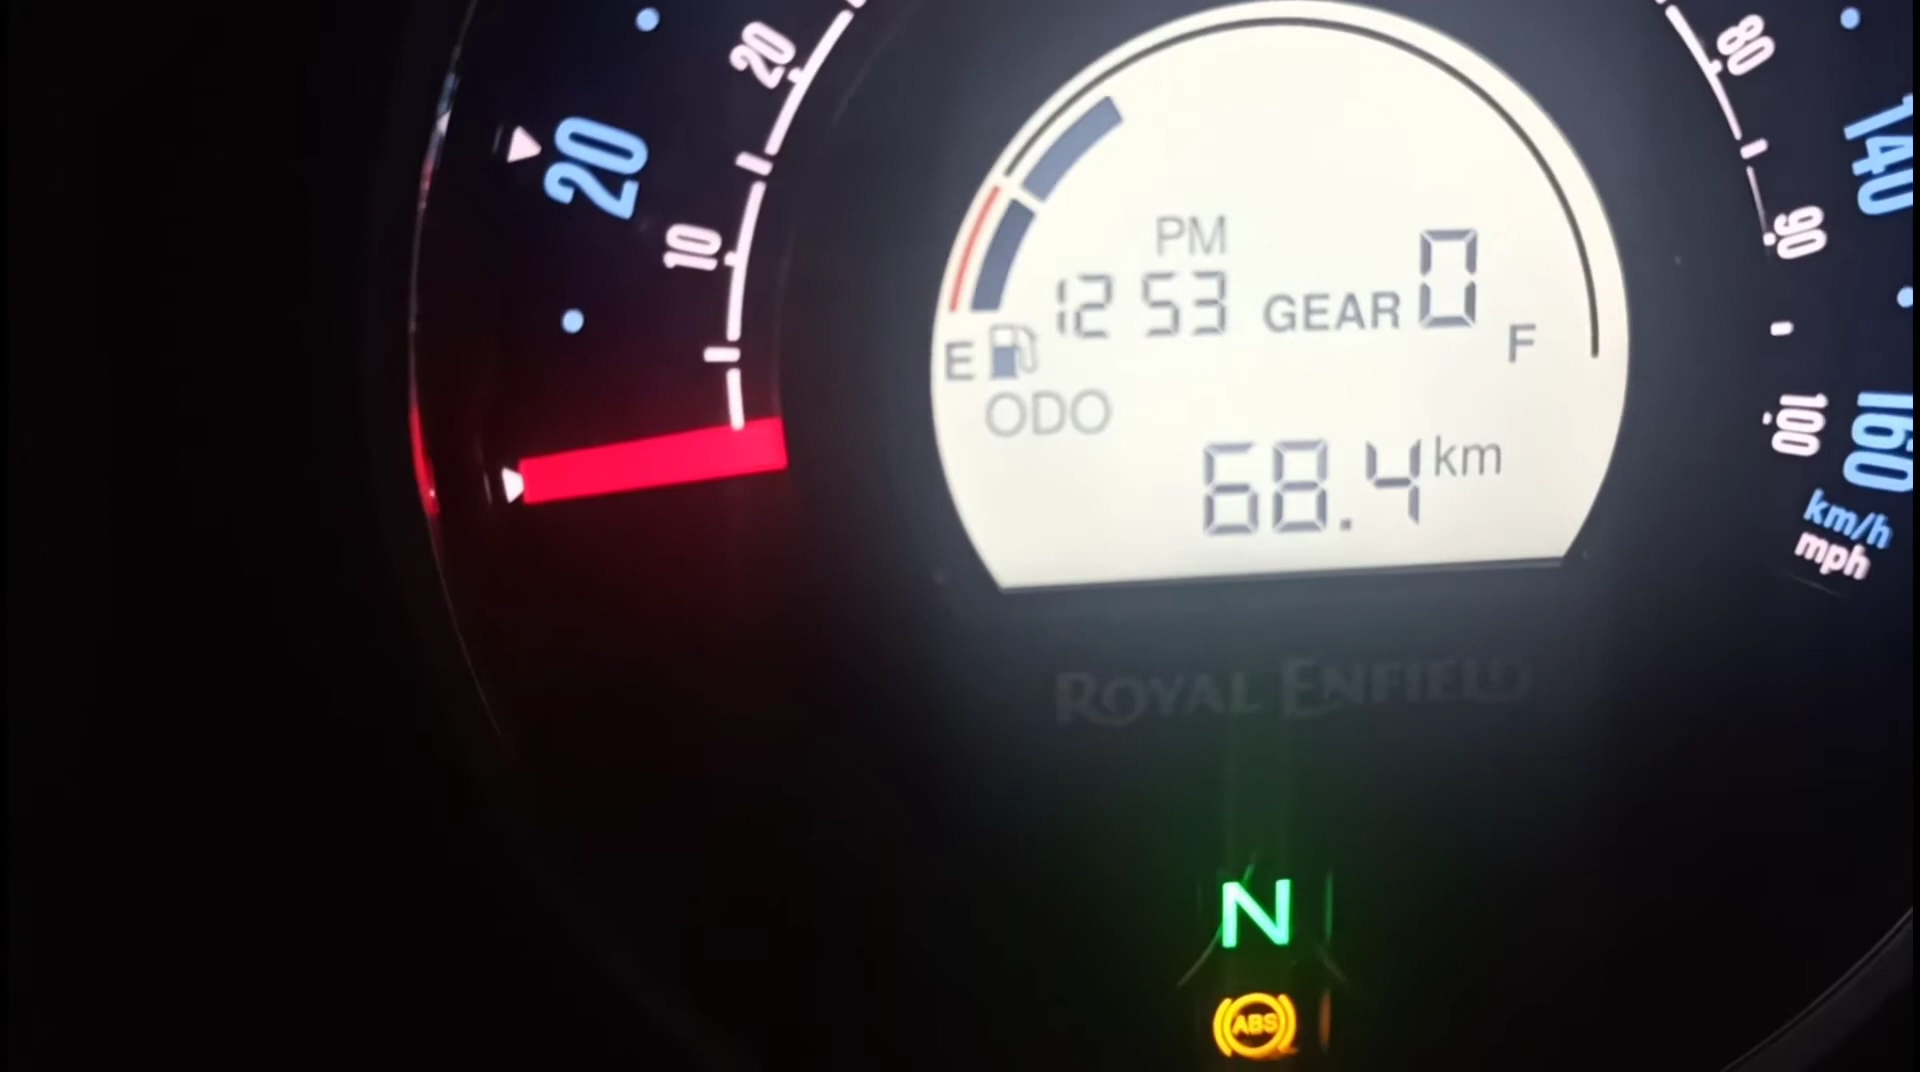 20
80
20
140
10
PM
90
12 53 GEAR 0
E F
ODO
100
160
68.4 km
km/h
mph
ROYAL ENFIELD
N
ABS